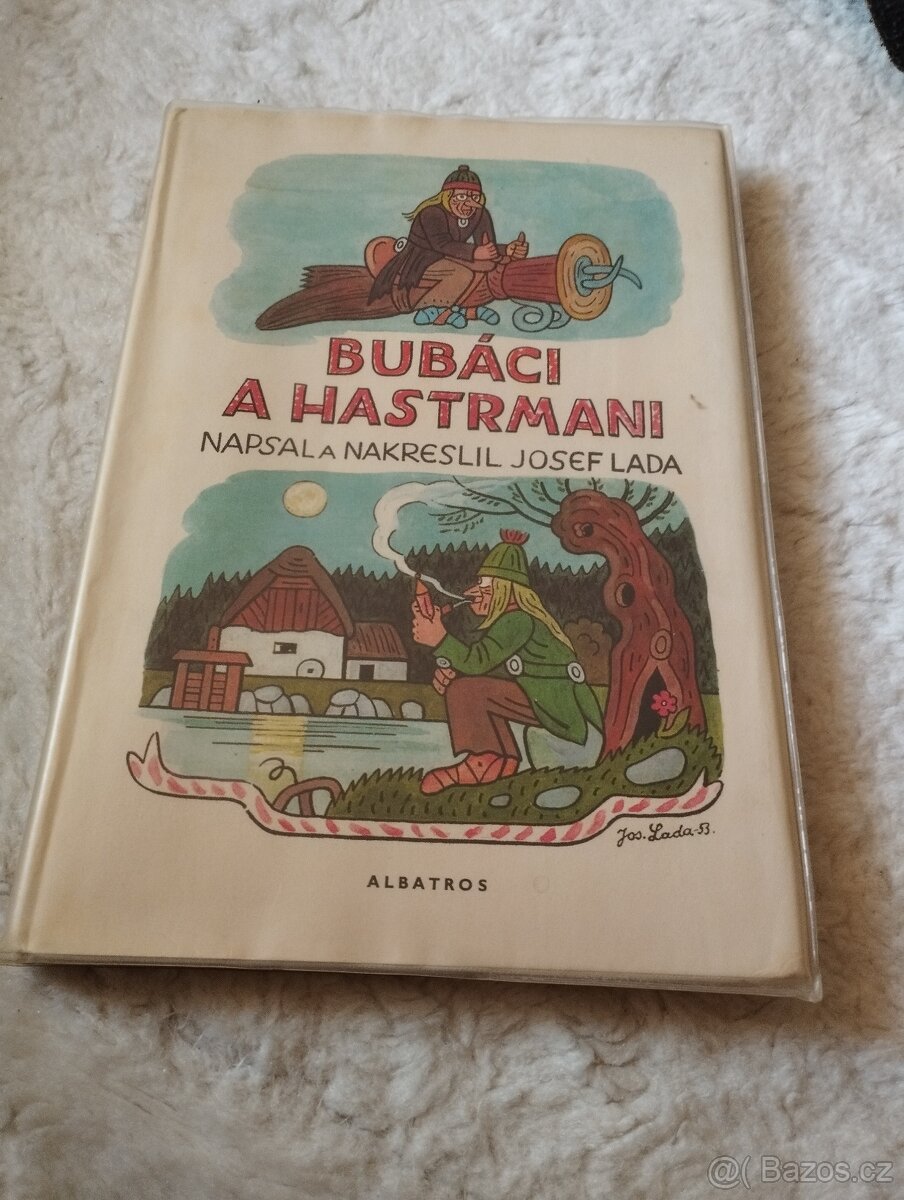 BUBÁCI
A HASTRMANI
NAPSAL A NAKRESLIL JOSEF LADA
Jos. Lada-53.
ALBATROS
@( Bazos.cz